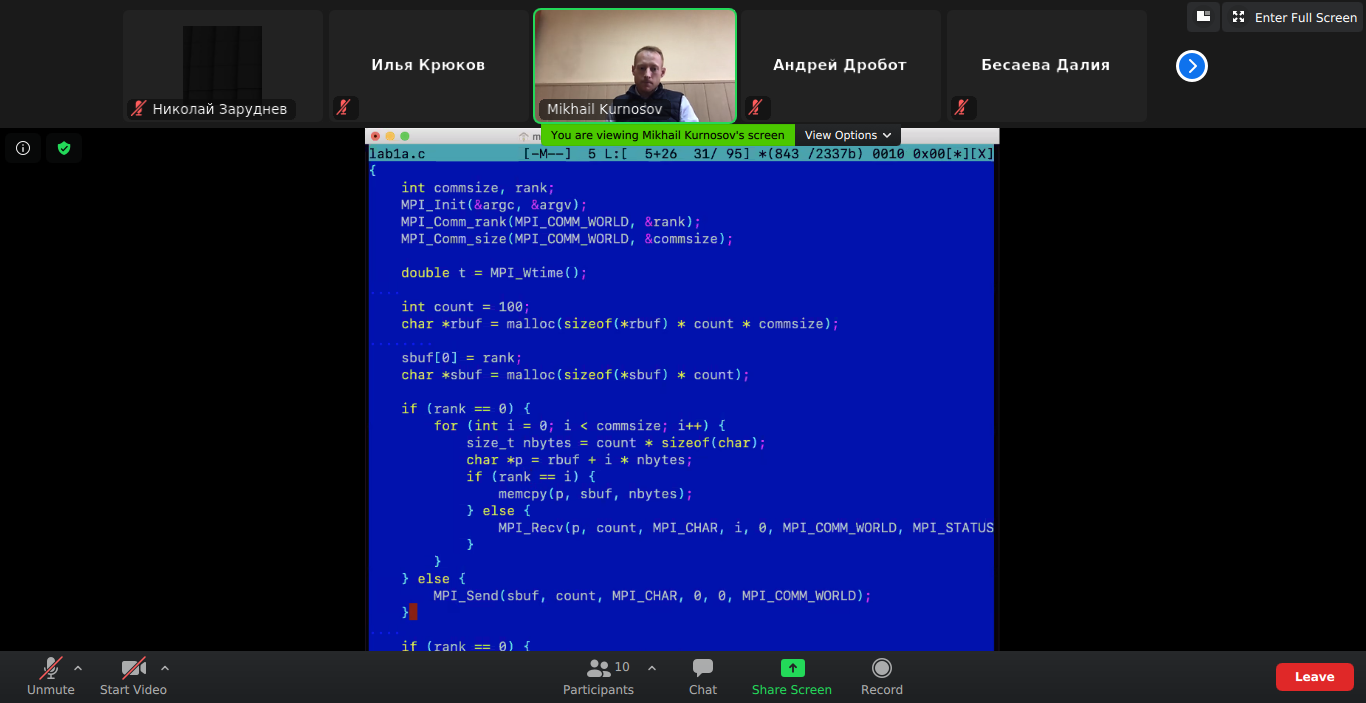 Enter Full Screen
Николай Заруднев
Илья Крюков
Mikhail Kurnosov
Андрей Дробот
Бесаева Далия
You are viewing Mikhail Kurnosov's screen
View Options
lab1a.c [-M--] 5 L:[ 5+26 31/ 95] *(843 /2337b) 0010 0x00[*][X]
{
int commsize, rank;
MPI_Init(&argc, &argv);
MPI_Comm_rank(MPI_COMM_WORLD, &rank);
MPI_Comm_size(MPI_COMM_WORLD, &commsize);
double t = MPI_Wtime();
int count = 100;
char *rbuf = malloc(sizeof(*rbuf) * count * commsize);
sbuf[0] = rank;
char *sbuf = malloc(sizeof(*sbuf) * count);
if (rank == 0) {
for (int i = 0; i < commsize; i++) {
size_t nbytes = count * sizeof(char);
char *p = rbuf + i * nbytes;
if (rank == i) {
memcpy(p, sbuf, nbytes);
} else {
MPI_Recv(p, count, MPI_CHAR, i, 0, MPI_COMM_WORLD, MPI_STATUS
}
}
} else {
MPI_Send(sbuf, count, MPI_CHAR, 0, 0, MPI_COMM_WORLD);
}
if (rank == 0) {
Unmute
Start Video
10
Participants
Chat
Share Screen
Record
Leave